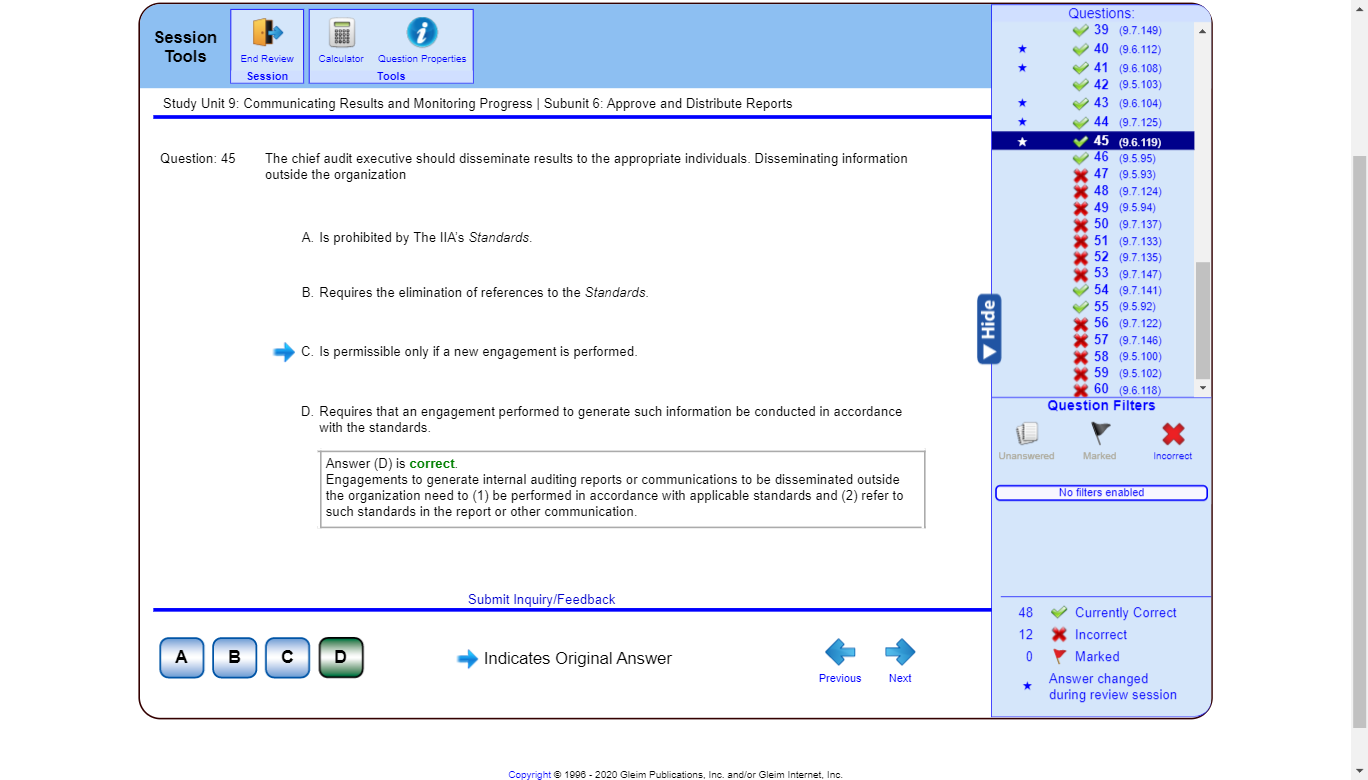 Session
Tools
End Review
Session
Calculator
Question Properties
Tools
Study Unit 9: Communicating Results and Monitoring Progress | Subunit 6: Approve and Distribute Reports
Question: 45
The chief audit executive should disseminate results to the appropriate individuals. Disseminating information
outside the organization
A. Is prohibited by The IIA's Standards.
B. Requires the elimination of references to the Standards.
C. Is permissible only if a new engagement is performed.
D. Requires that an engagement performed to generate such information be conducted in accordance
with the standards.
Answer (D) is correct.
Engagements to generate internal auditing reports or communications to be disseminated outside
the organization need to (1) be performed in accordance with applicable standards and (2) refer to
such standards in the report or other communication.
Submit Inquiry/Feedback
A B C D
Indicates Original Answer
Previous
Next
Hide
Questions:
39 (9.7.149)
40 (9.6.112)
41 (9.6.108)
42 (9.5.103)
43 (9.6.104)
44 (9.7.125)
45 (9.6.119)
46 (9.5.95)
47 (9.5.93)
48 (9.7.124)
49 (9.5.94)
50 (9.7.137)
51 (9.7.133)
52 (9.7.135)
53 (9.7.147)
54 (9.7.141)
55 (9.5.92)
56 (9.7.122)
57 (9.7.146)
58 (9.5.100)
59 (9.5.102)
60 (9.6.118)
Question Filters
Unanswered
Marked
Incorrect
No filters enabled
48 Currently Correct
12 Incorrect
0 Marked
Answer changed
during review session
Copyright © 1996 - 2020 Gleim Publications, Inc. and/or Gleim Internet, Inc.